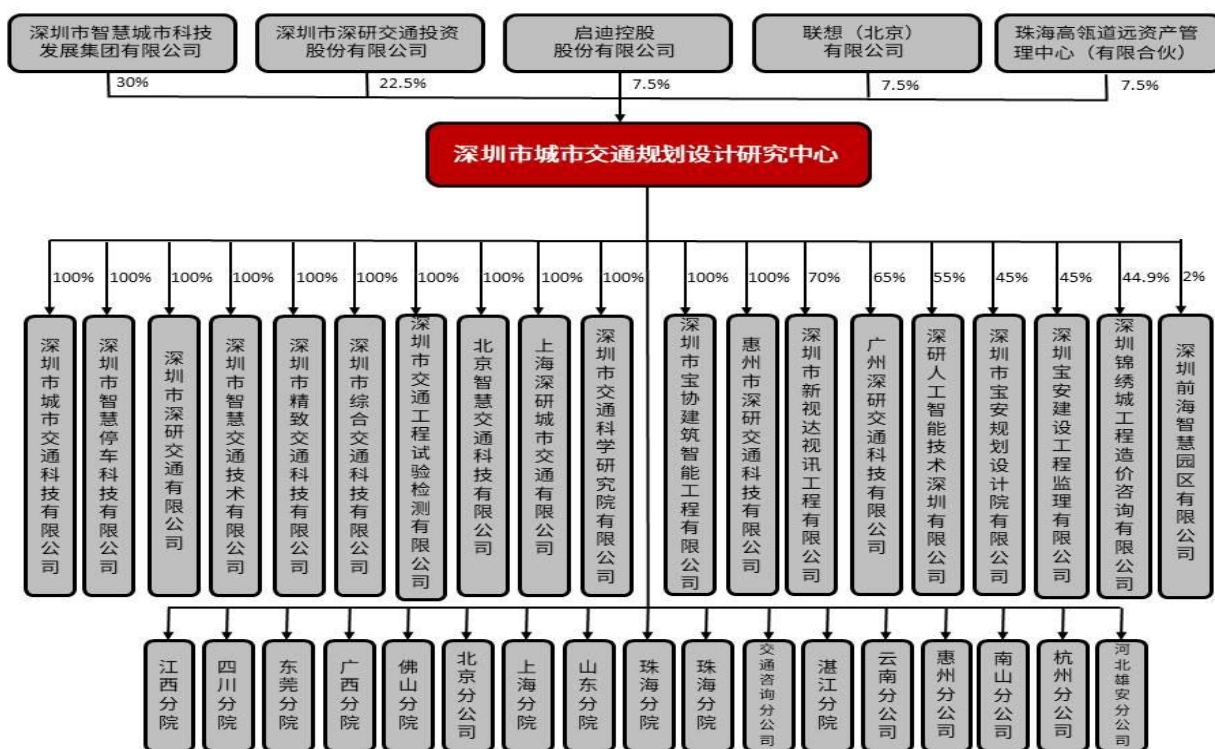 深圳市智慧城市科技
发展集团有限公司
深圳市深研交通投资
股份有限公司
启迪控股
股份有限公司
联想（北京）
有限公司
珠海高瓴道远资产管
理中心（有限合伙）
30%
22.5%
7.5%
7.5%
7.5%
深圳市城市交通规划设计研究中心
100%
100%
100%
100%
100%
100%
100%
100%
100%
100%
100%
100%
70%
65%
55%
45%
45%
44.9%
2%
深圳市城市交通科技有限公司
深圳市智慧停车科技有限公司
深圳市深研交通有限公司
深圳市智慧交通技术有限公司
深圳市精致交通科技有限公司
深圳市综合交通科技有限公司
深圳市交通工程试验检测有限公司
北京智慧交通科技有限公司
上海深研城市交通有限公司
深圳市交通科学研究院有限公司
深圳市宝协建筑智能工程有限公司
惠州市深研交通科技有限公司
深圳市新视达视讯工程有限公司
广州深研交通科技有限公司
深研人工智能技术深圳有限公司
深圳市宝安规划设计院有限公司
深圳宝安建设工程监理有限公司
深圳锦绣城工程造价咨询有限公司
深圳前海智慧园区有限公司
江西分院
四川分院
东莞分院
广西分院
佛山分院
北京分公司
上海分院
山东分院
珠海分院
珠海分院
交通咨询分公司
湛江分院
云南分公司
惠州分公司
南山分公司
杭州分公司
河北雄安分公司